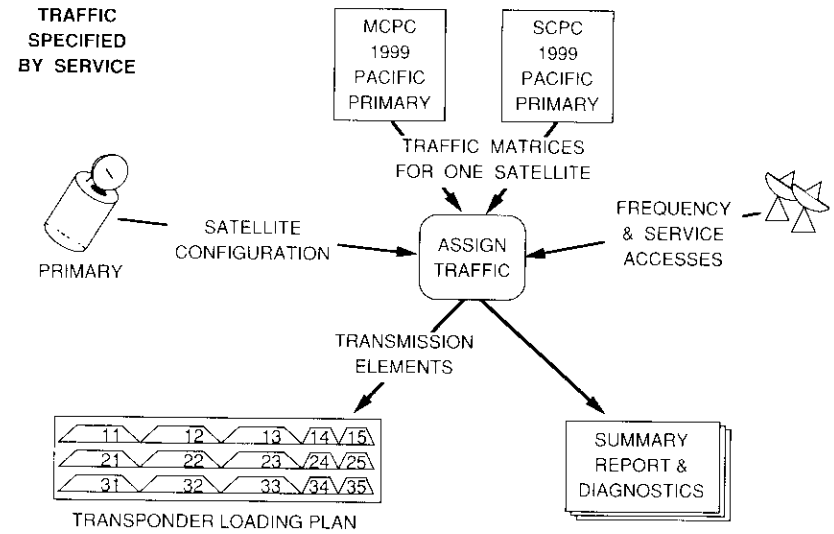 TRAFFIC
SPECIFIED
BY SERVICE
MCPC
1999
PACIFIC
PRIMARY
SCPC
1999
PACIFIC
PRIMARY
TRAFFIC MATRICES
FOR ONE SATELLITE
PRIMARY
SATELLITE
CONFIGURATION
ASSIGN
TRAFFIC
FREQUENCY
& SERVICE
ACCESSES
TRANSMISSION
ELEMENTS
11 12 13 14 15
21 22 23 24 25
31 32 33 34 35
TRANSPONDER LOADING PLAN
SUMMARY
REPORT &
DIAGNOSTICS